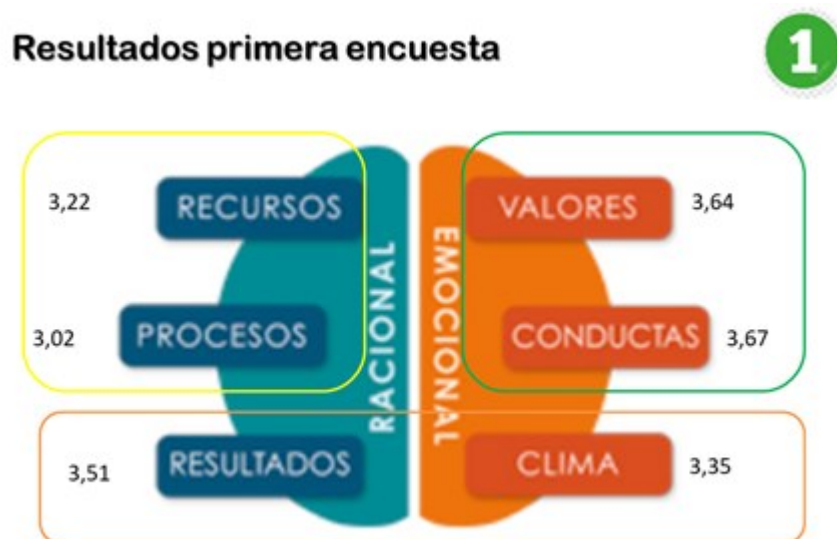 Resultados primera encuesta
1
3,22
RECURSOS
VALORES
3,64
3,02
PROCESOS
RACIONAL
EMOCIONAL
CONDUCTAS
3,67
3,51
RESULTADOS
CLIMA
3,35